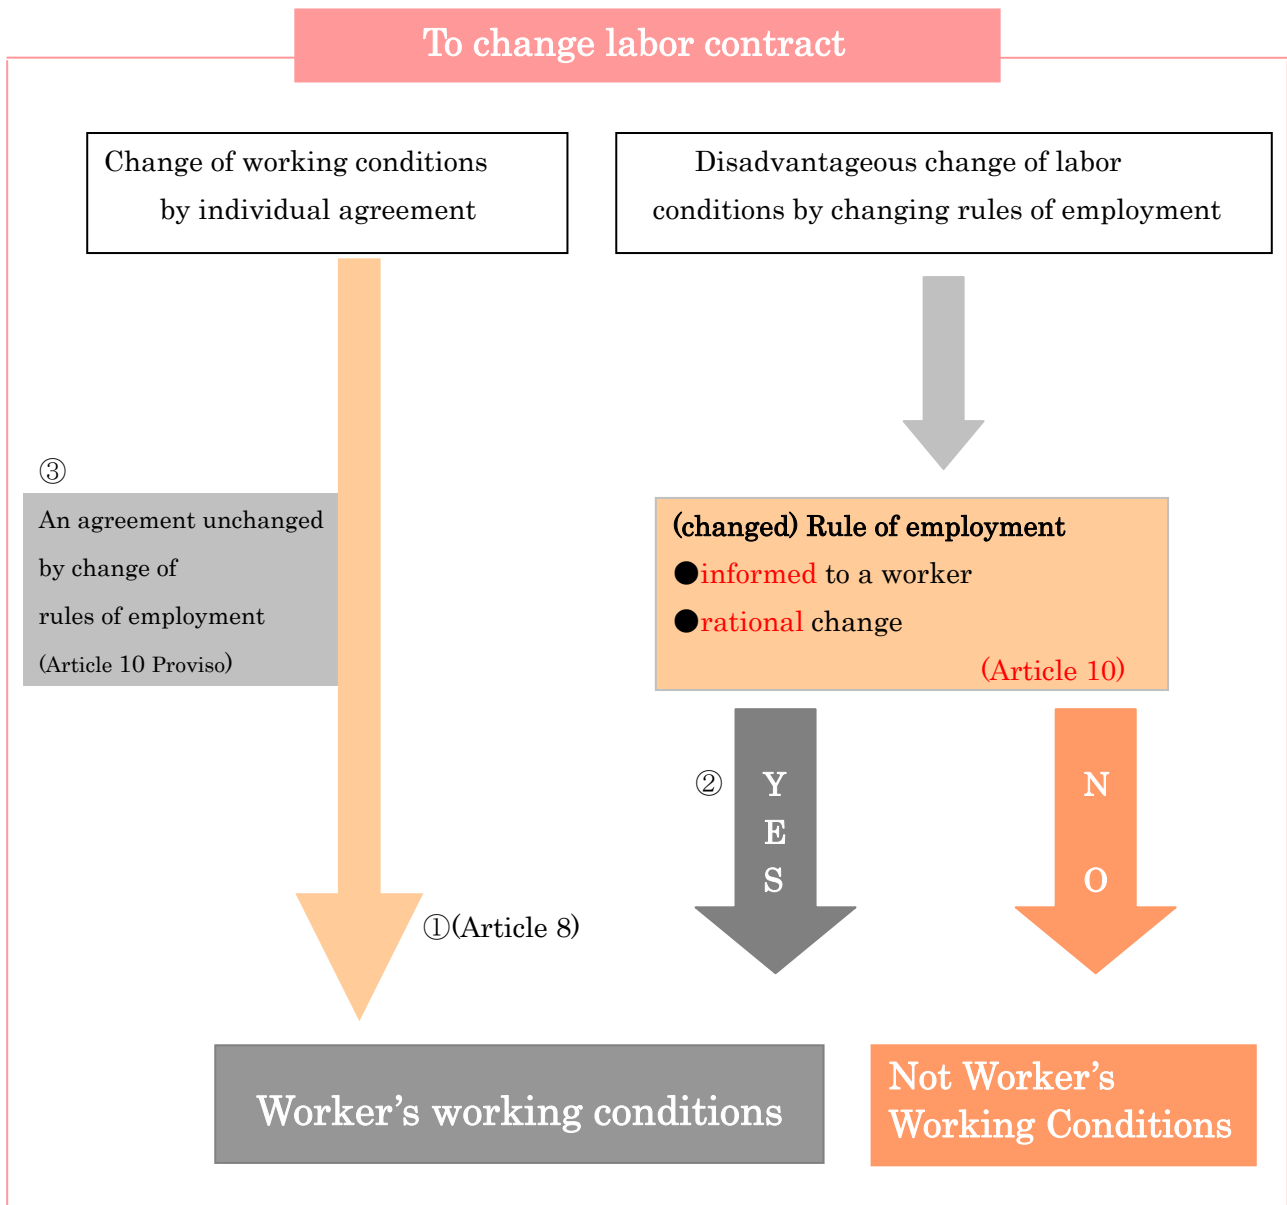 To change labor contract
Change of working conditions
by individual agreement
Disadvantageous change of labor
conditions by changing rules of employment
③
An agreement unchanged
by change of
rules of employment
(Article 10 Proviso)
(changed) Rule of employment
●informed to a worker
●rational change
(Article 10)
②
Y
E
S
N
O
①(Article 8)
Worker’s working conditions
Not Worker’s
Working Conditions